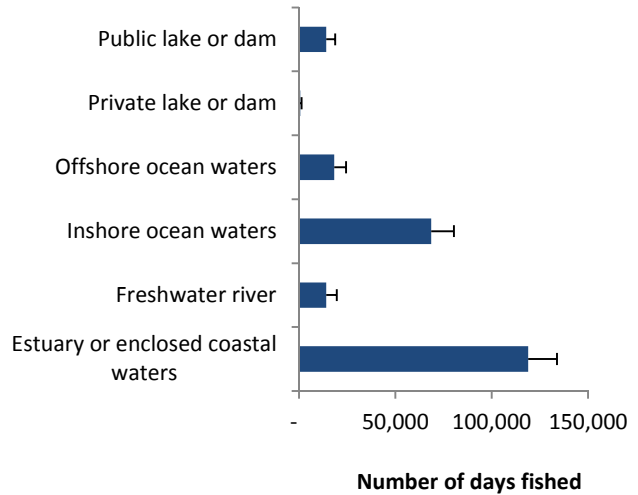 Public lake or dam
Private lake or dam
Offshore ocean waters
Inshore ocean waters
Freshwater river
Estuary or enclosed coastal
waters
- 50,000 100,000 150,000
Number of days fished